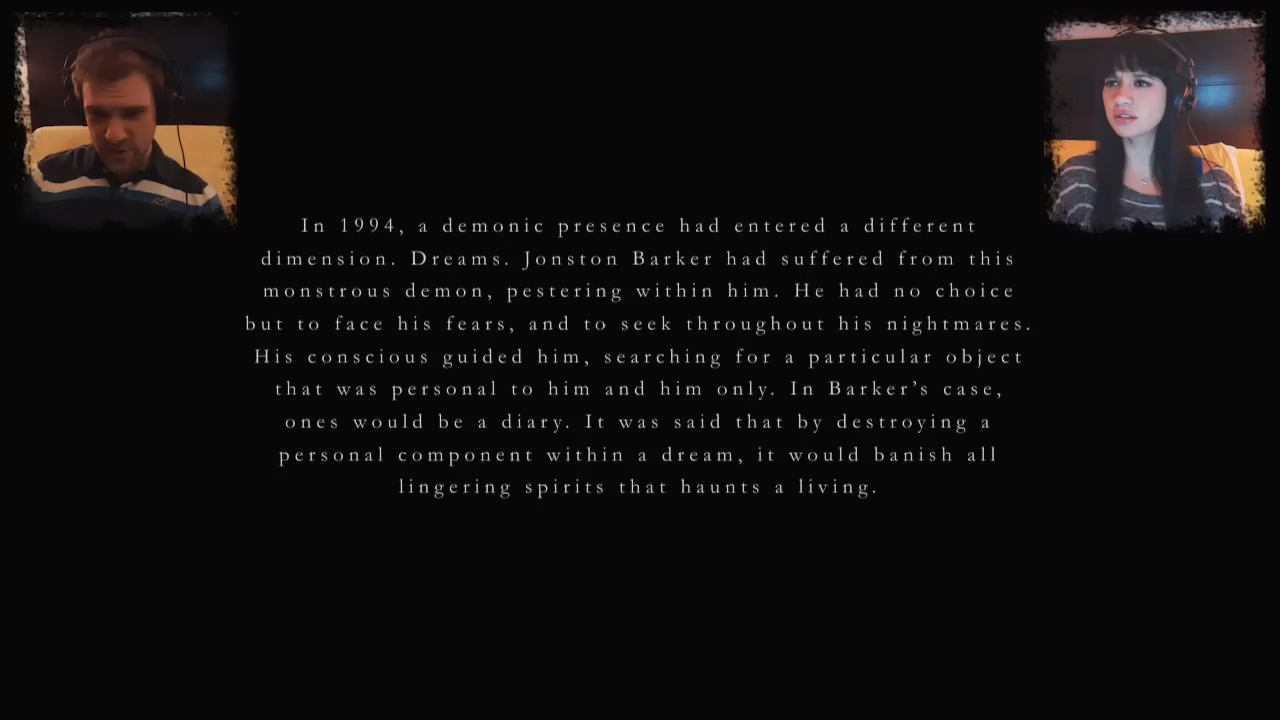 In 1994, a demonic presence had entered a different
dimension. Dreams. Jonston Barker had suffered from this
monstrous demon, pestering within him. He had no choice
but to face his fears, and to seek throughout his nightmares.
His conscious guided him, searching for a particular object
that was personal to him and him only. In Barker’s case,
ones would be a diary. It was said that by destroying a
personal component within a dream, it would banish all
lingering spirits that haunts a living.